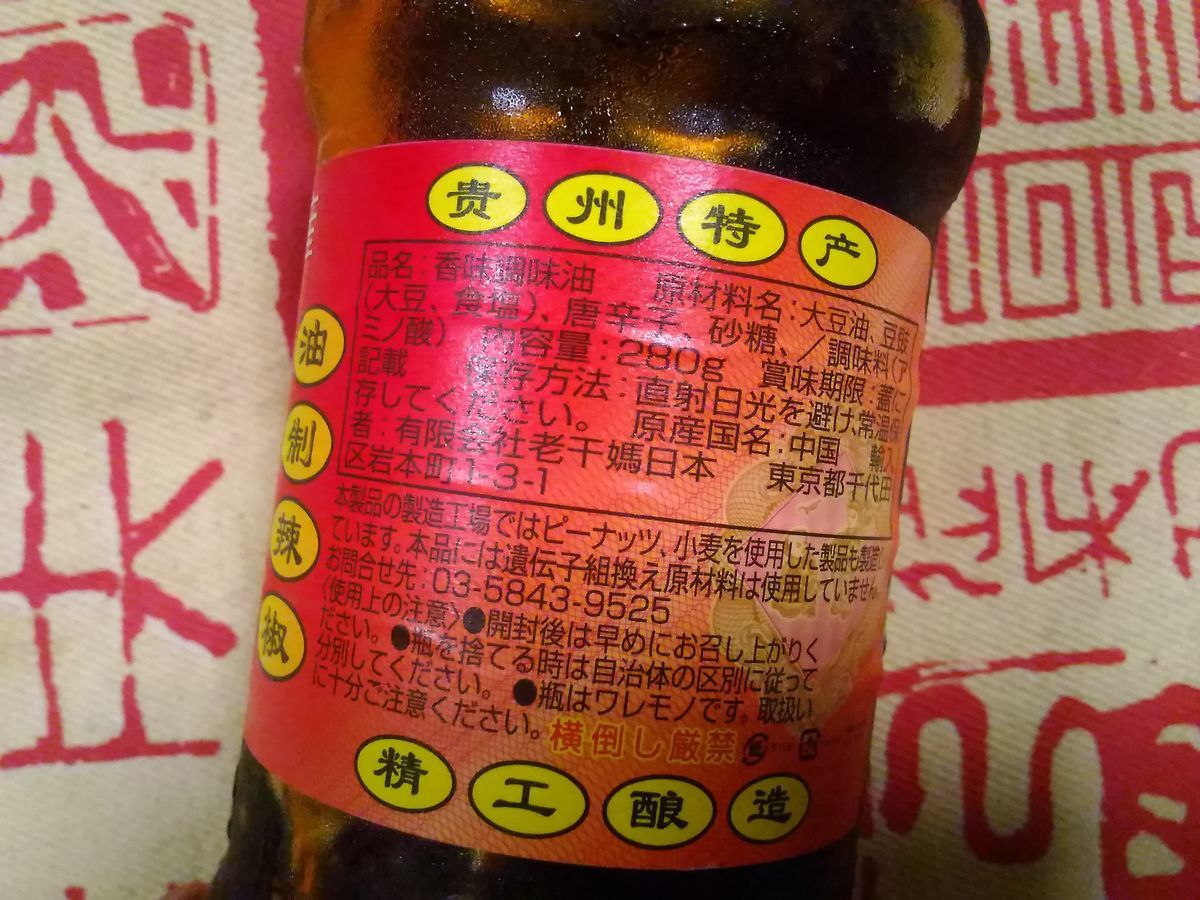 贵州特产
品名:香味調味油 原材料名:大豆油、豆豉
(大豆、食塩)、唐辛子、砂糖、/調味料(ア
ミノ酸) 内容量:280g 賞味期限:蓋に
記載 保存方法:直射日光を避け、常温保
存してください。 原産国名:中国 輸入
者:有限会社老干媽日本 東京都千代田
区岩本町1-3-1
油制辣椒
本製品の製造工場ではピーナッツ、小麦を使用した製品も製造し
ています。本品には遺伝子組換え原材料は使用していません。
お問合せ先:03-5843-9525
〈使用上の注意〉●開封後は早めにお召し上がりく
ださい。●瓶を捨てる時は自治体の区別に従って
分別してください。●瓶はワレモノです。取扱い
に十分ご注意ください。横倒し厳禁
精工酿造